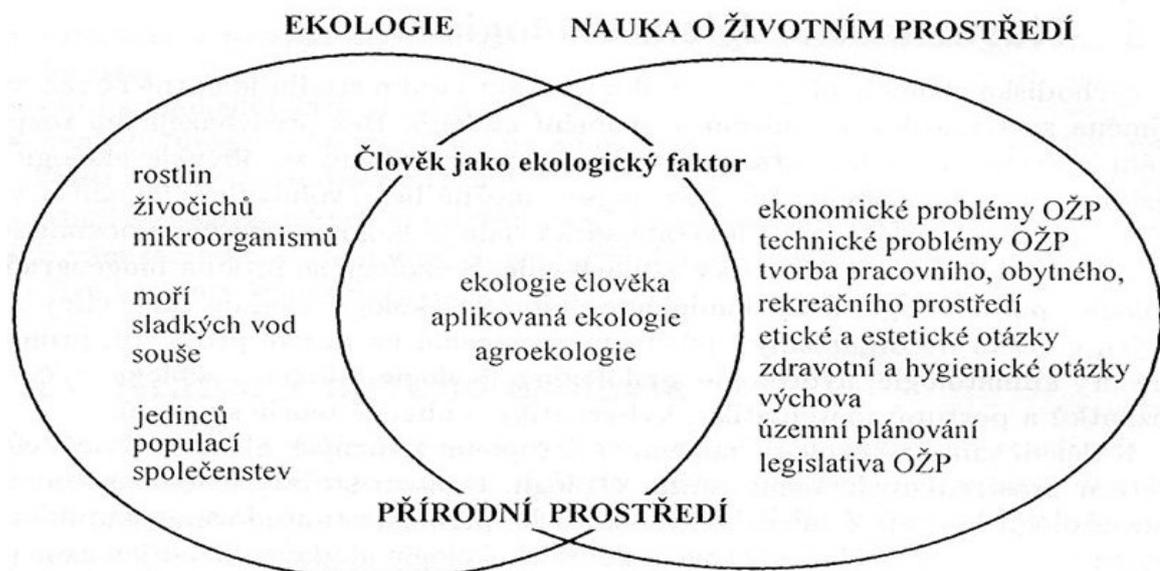 EKOLOGIE
NAUKA O ŽIVOTNÍM PROSTŘEDÍ
Člověk jako ekologický faktor
rostlin
živočichů
mikroorganismů
moří
sladkých vod
souše
jedinců
populací
společenstev
ekologie člověka
aplikovaná ekologie
agroekologie
ekonomické problémy OŽP
technické problémy OŽP
tvorba pracovního, obytného,
rekreačního prostředí
etické a estetické otázky
zdravotní a hygienické otázky
výchova
územní plánování
legislativa OŽP
PŘÍRODNÍ PROSTŘEDÍ